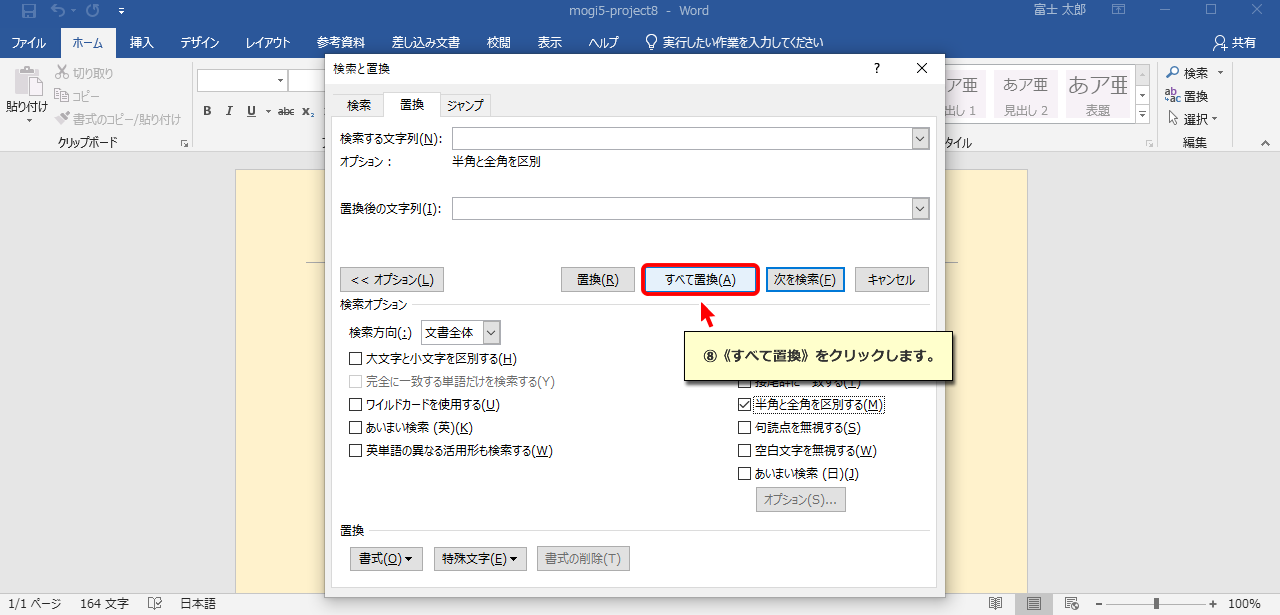 mogi5-project8 - Word
富士 太郎
ファイル ホーム 挿入 デザイン レイアウト 参考資料 差し込み文書 校閲 表示 ヘルプ 実行したい作業を入力してください 共有
貼り付け
切り取り
コピー
書式のコピー/貼り付け
クリップボード
B I U abc x₂
検索と置換 ?
検索 置換 ジャンプ
検索する文字列(N):
オプション : 半角と全角を区別
置換後の文字列(I):
<< オプション(L) 置換(R) すべて置換(A) 次を検索(F) キャンセル
検索オプション
検索方向(:) 文書全体
⑧《すべて置換》をクリックします。
大文字と小文字を区別する(H)
完全に一致する単語だけを検索する(Y)
ワイルドカードを使用する(U)
あいまい検索 (英)(K)
英単語の異なる活用形も検索する(W)
接尾辞に一致する(T)
半角と全角を区別する(M)
句読点を無視する(S)
空白文字を無視する(W)
あいまい検索 (日)(J)
オプション(S)...
置換
書式(O) 特殊文字(E) 書式の削除(T)
ア亜 あア亜 あア亜
出し 1 見出し 2 表題
タイル
検索
置換
選択
編集
1/1 ページ 164 文字 日本語 100%